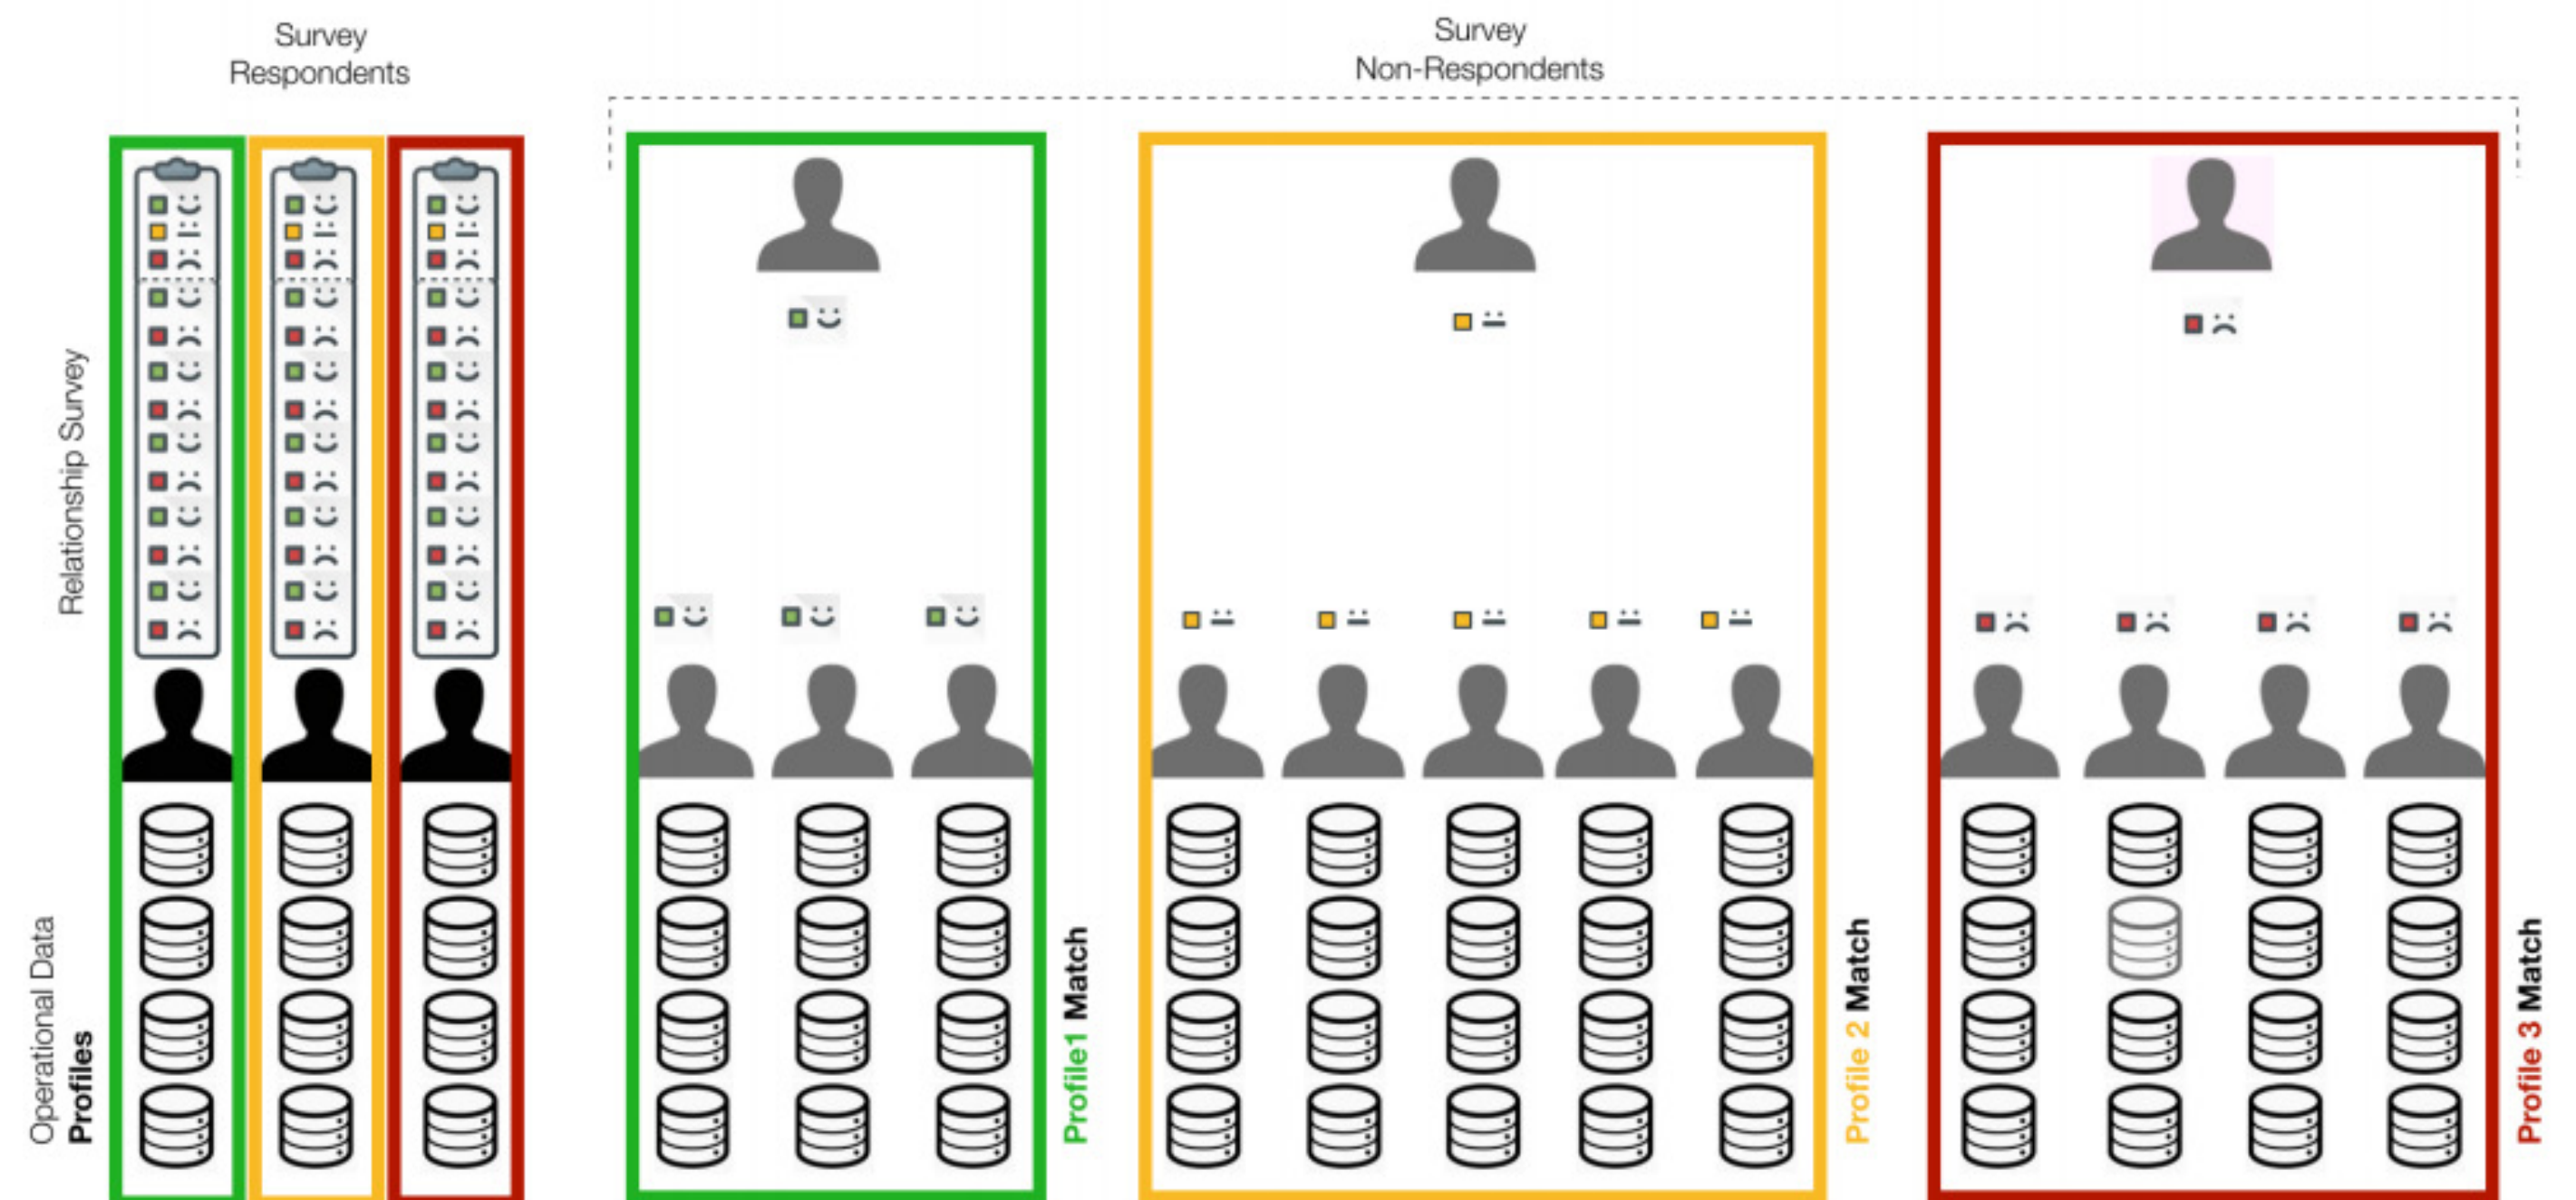 Survey
Respondents
Survey
Non-Respondents
Relationship Survey
Operational Data
Profiles
Profile1 Match
Profile 2 Match
Profile 3 Match